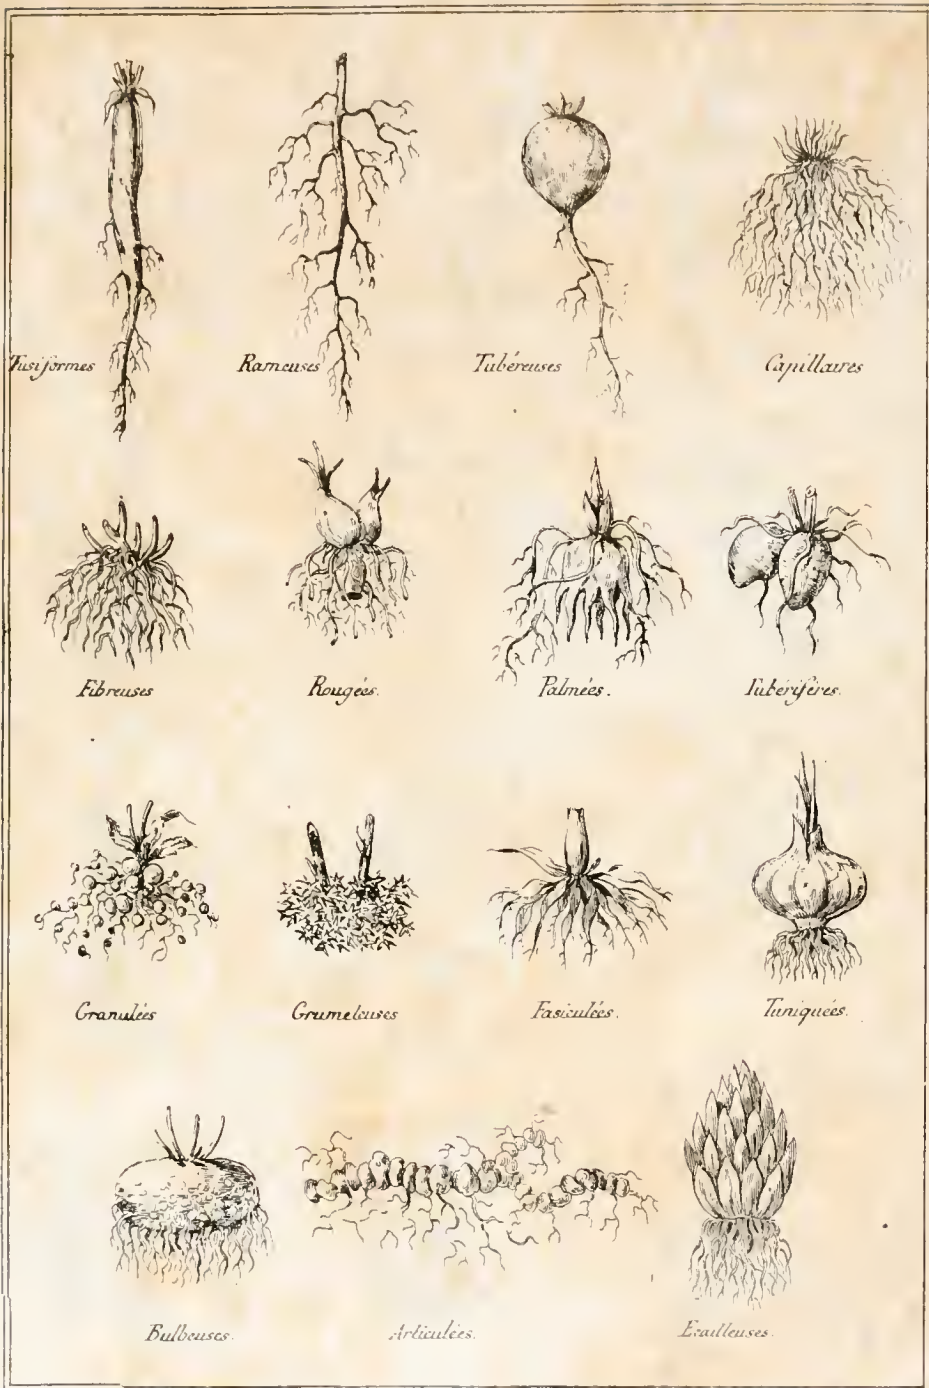 Fusiformes
Rameuses
Tubéreuses
Capillaires
Fibreuses
Rougées.
Palmées.
Tubérifères.
Granulées
Grumeleuses
Fasiculées.
Tuniquées.
Bulbeuses.
Articulées.
Ecailleuses.